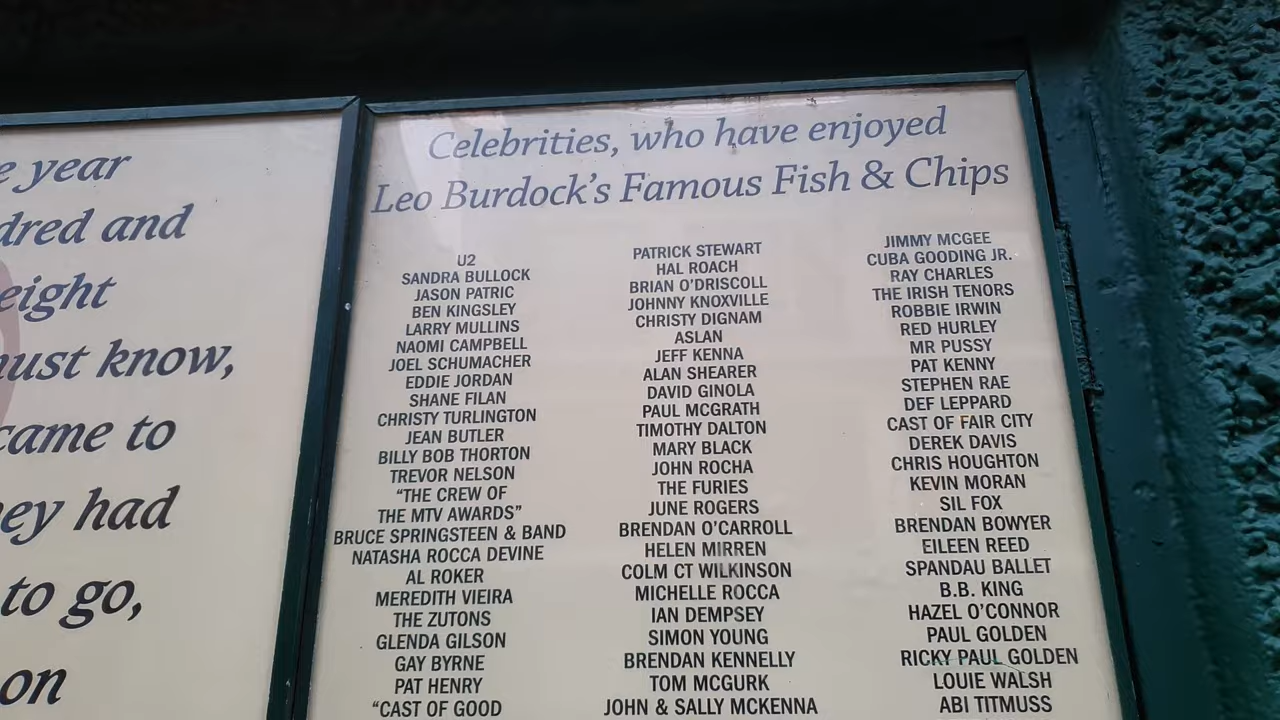 e year
dred and
eight
must know,
came to
ey had
to go,
on
Celebrities, who have enjoyed
Leo Burdock's Famous Fish & Chips
U2
SANDRA BULLOCK
JASON PATRIC
BEN KINGSLEY
LARRY MULLINS
NAOMI CAMPBELL
JOEL SCHUMACHER
EDDIE JORDAN
SHANE FILAN
CHRISTY TURLINGTON
JEAN BUTLER
BILLY BOB THORTON
TREVOR NELSON
"THE CREW OF
THE MTV AWARDS"
BRUCE SPRINGSTEEN & BAND
NATASHA ROCCA DEVINE
AL ROKER
MEREDITH VIEIRA
THE ZUTONS
GLENDA GILSON
GAY BYRNE
PAT HENRY
"CAST OF GOOD
PATRICK STEWART
HAL ROACH
BRIAN O'DRISCOLL
JOHNNY KNOXVILLE
CHRISTY DIGNAM
ASLAN
JEFF KENNA
ALAN SHEARER
DAVID GINOLA
PAUL MCGRATH
TIMOTHY DALTON
MARY BLACK
JOHN ROCHA
THE FURIES
JUNE ROGERS
BRENDAN O'CARROLL
HELEN MIRREN
COLM CT WILKINSON
MICHELLE ROCCA
IAN DEMPSEY
SIMON YOUNG
BRENDAN KENNELLY
TOM MCGURK
JOHN & SALLY MCKENNA
JIMMY MCGEE
CUBA GOODING JR.
RAY CHARLES
THE IRISH TENORS
ROBBIE IRWIN
RED HURLEY
MR PUSSY
PAT KENNY
STEPHEN RAE
DEF LEPPARD
CAST OF FAIR CITY
DEREK DAVIS
CHRIS HOUGHTON
KEVIN MORAN
SIL FOX
BRENDAN BOWYER
EILEEN REED
SPANDAU BALLET
B.B. KING
HAZEL O'CONNOR
PAUL GOLDEN
RICKY PAUL GOLDEN
LOUIE WALSH
ABI TITMUSS